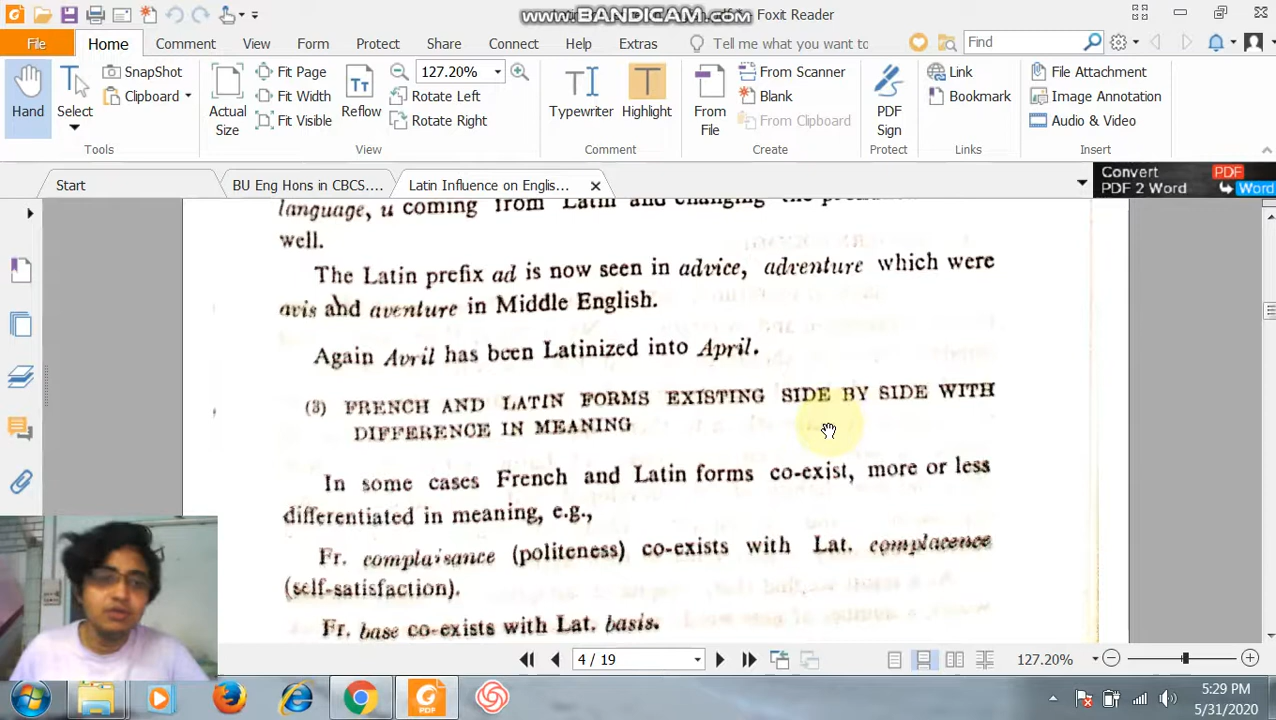 www.BANDICAM.com
Foxit Reader
File Home Comment View Form Protect Share Connect Help Extras Tell me what you want to Find
SnapShot Fit Page 127.20% From Scanner Link File Attachment
Clipboard Fit Width Rotate Left Blank Bookmark Image Annotation
Hand Select Actual Size Fit Visible Reflow Rotate Right Typewriter Highlight From File From Clipboard PDF Sign Audio & Video
Tools View Comment Create Protect Links Insert
Start BU Eng Hons in CBCS.... Latin Influence on Englis... Convert PDF
PDF 2 Word Word
language, u coming from Latin and changing the
well.
The Latin prefix ad is now seen in advice, adventure which were
avis and aventure in Middle English.
Again Avril has been Latinized into April.
(3) FRENCH AND LATIN FORMS EXISTING SIDE BY SIDE WITH
DIFFERENCE IN MEANING
In some cases French and Latin forms co-exist, more or less
differentiated in meaning, e.g.,
Fr. complaisance (politeness) co-exists with Lat. complacence
(self-satisfaction).
Fr. base co-exists with Lat. basis.
4 / 19 127.20%
5:29 PM
5/31/2020